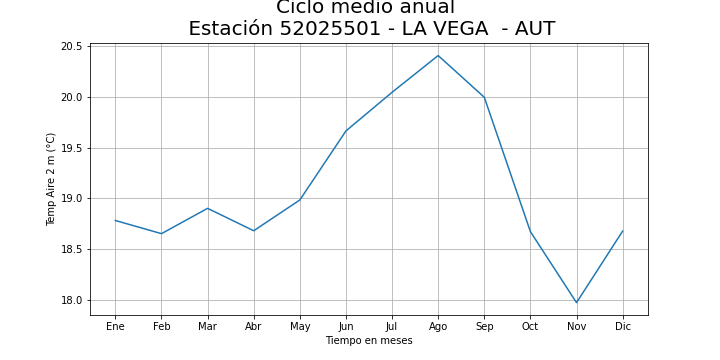 Ciclo medio anual
Estación 52025501 - LA VEGA  - AUT
20.5
20.0
19.5
19.0
18.5
18.0
Temp Aire 2 m (°C)
Ene Feb Mar Abr May Jun Jul Ago Sep Oct Nov Dic
Tiempo en meses